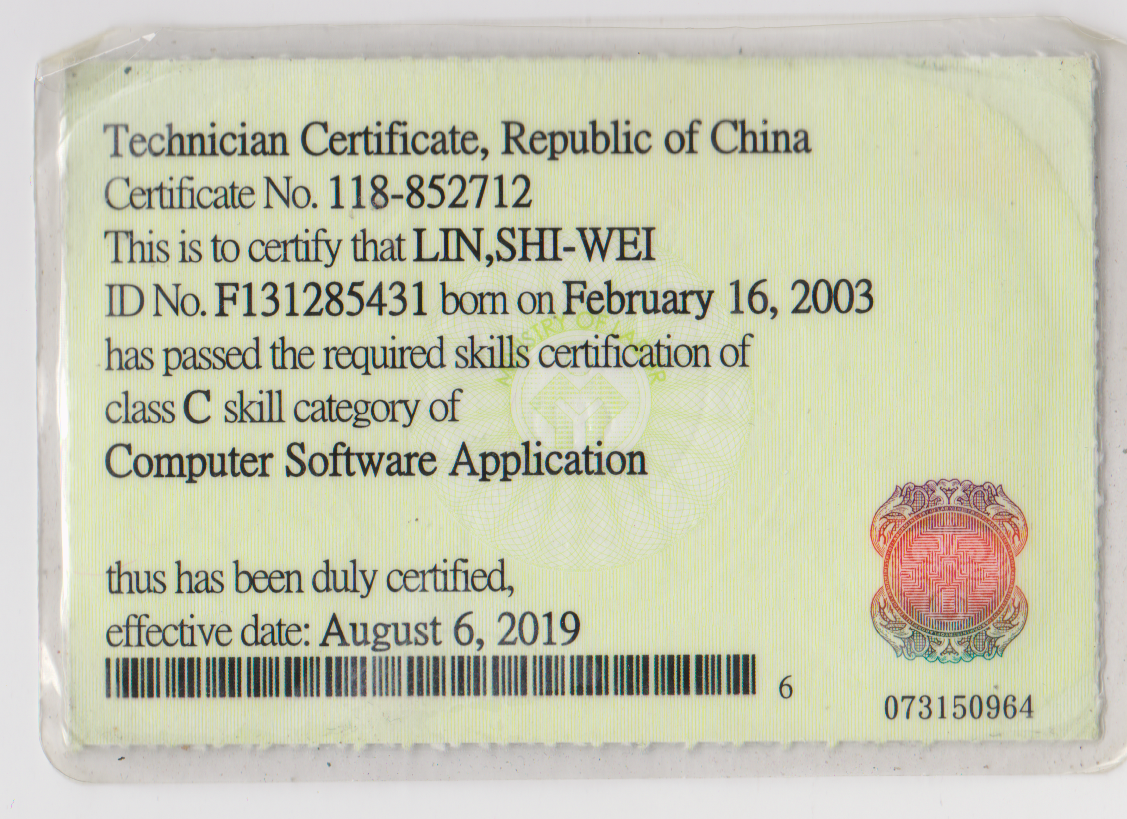 Technician Certificate, Republic of China
Certificate No. 118-852712
This is to certify that LIN,SHI-WEI
ID No. F131285431 born on February 16, 2003
MINISTRY OF LABOR
has passed the required skills certification of
class C skill category of
Computer Software Application
thus has been duly certified,
effective date: August 6, 2019
6
073150964